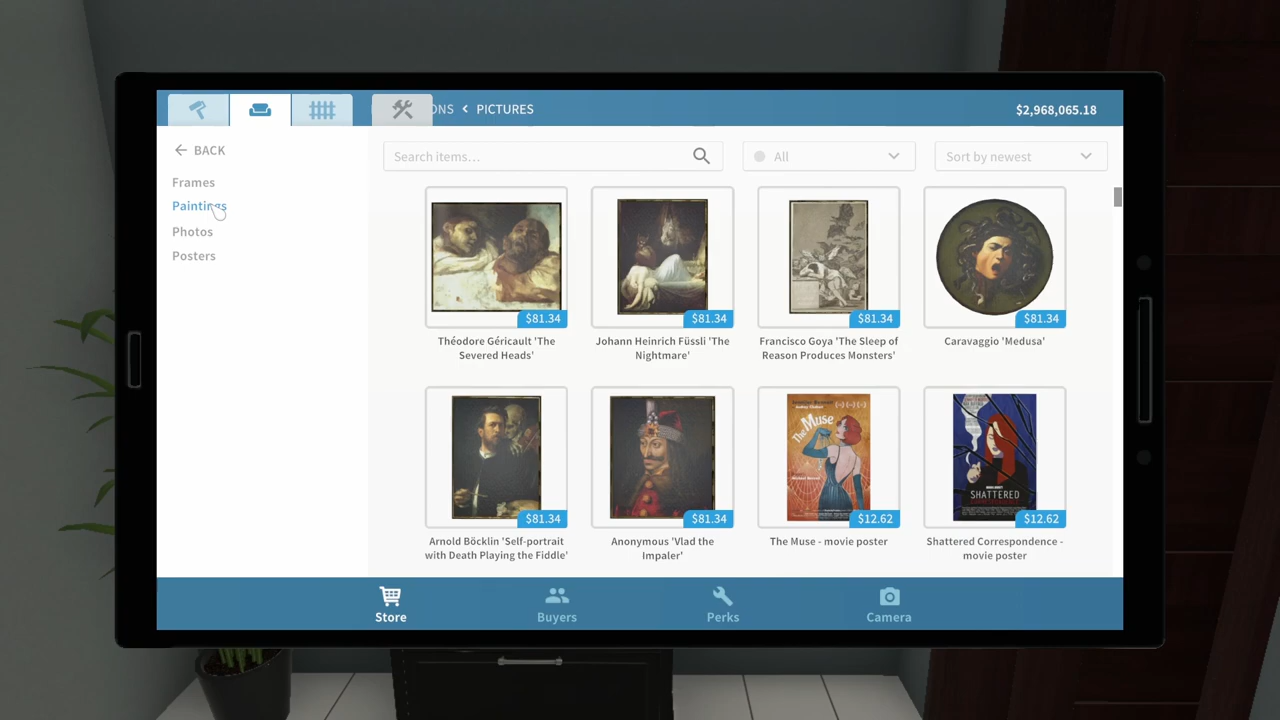 ONS < PICTURES
$2,968,065.18
BACK
Frames
Paintings
Photos
Posters
Search items...
All
Sort by newest
$81.34
$81.34
$81.34
$81.34
Théodore Géricault 'The
Severed Heads'
Johann Heinrich Füssli 'The
Nightmare'
Francisco Goya 'The Sleep of
Reason Produces Monsters'
Caravaggio 'Medusa'
The Muse
SHATTERED
$81.34
$81.34
$12.62
$12.62
Arnold Böcklin 'Self-portrait
with Death Playing the Fiddle'
Anonymous 'Vlad the
Impaler'
The Muse - movie poster
Shattered Correspondence -
movie poster
Store
Buyers
Perks
Camera